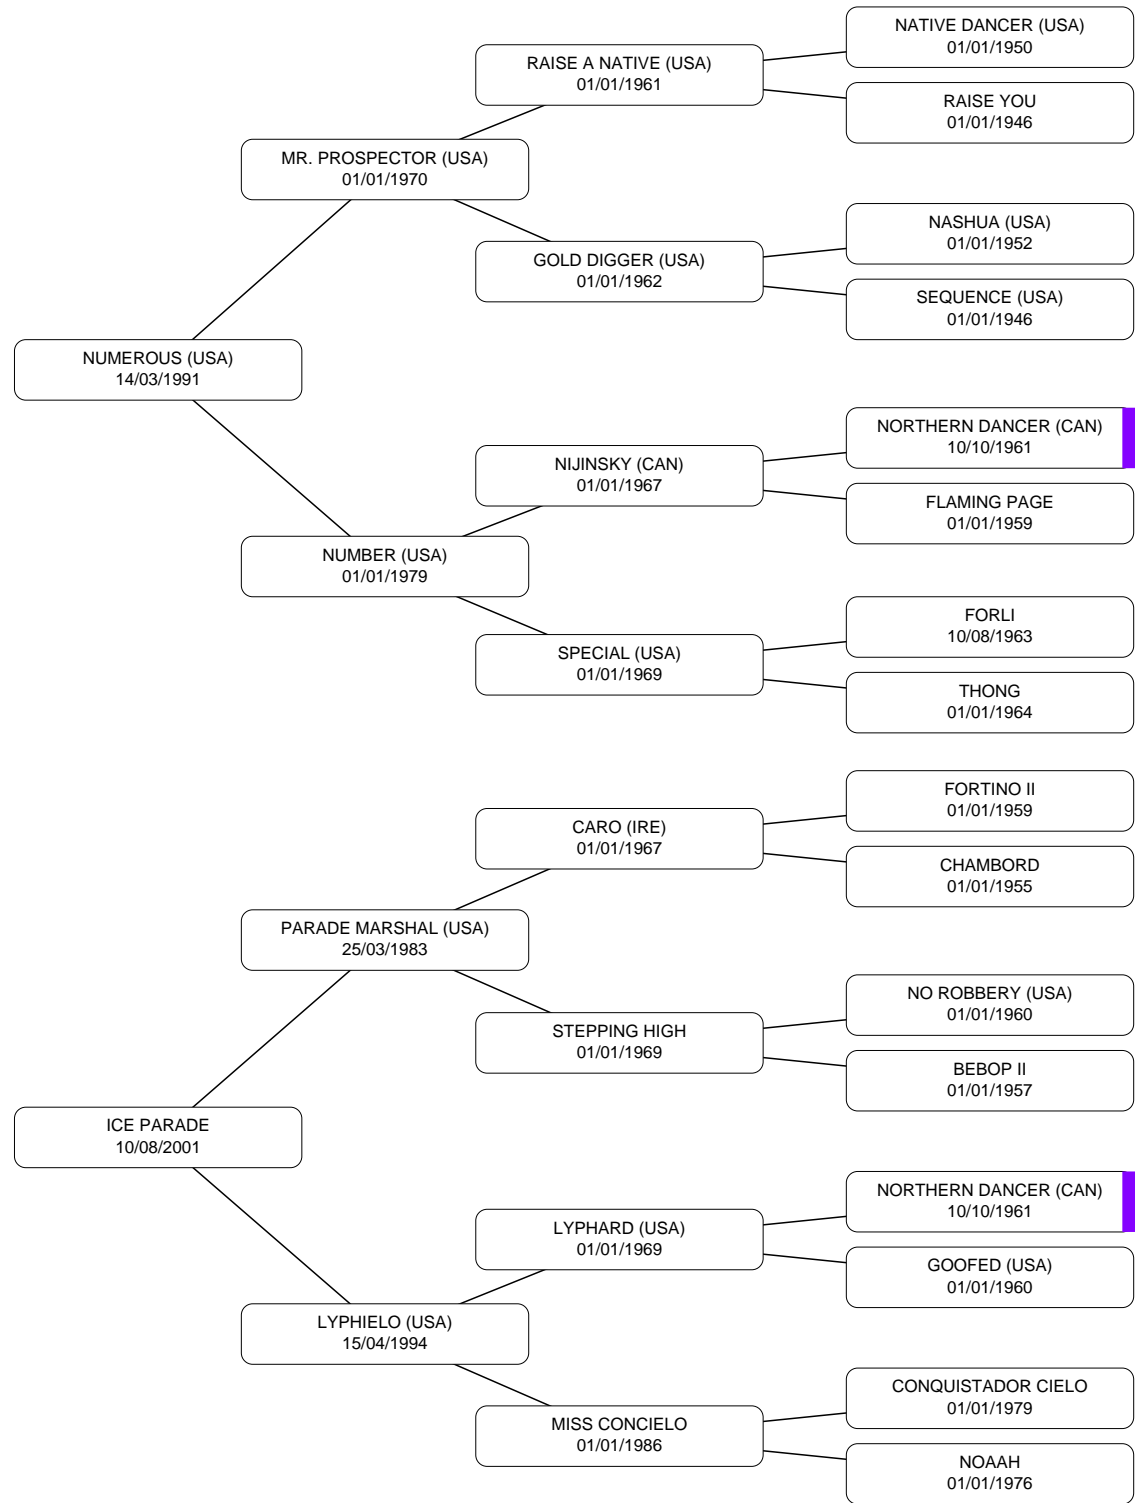 NATIVE DANCER (USA)
01/01/1950
RAISE A NATIVE (USA)
01/01/1961
RAISE YOU
01/01/1946
MR. PROSPECTOR (USA)
01/01/1970
NASHUA (USA)
01/01/1952
GOLD DIGGER (USA)
01/01/1962
SEQUENCE (USA)
01/01/1946
NUMEROUS (USA)
14/03/1991
NORTHERN DANCER (CAN)
10/10/1961
NIJINSKY (CAN)
01/01/1967
FLAMING PAGE
01/01/1959
NUMBER (USA)
01/01/1979
FORLI
10/08/1963
SPECIAL (USA)
01/01/1969
THONG
01/01/1964
FORTINO II
01/01/1959
CARO (IRE)
01/01/1967
CHAMBORD
01/01/1955
PARADE MARSHAL (USA)
25/03/1983
NO ROBBERY (USA)
01/01/1960
STEPPING HIGH
01/01/1969
BEBOP II
01/01/1957
ICE PARADE
10/08/2001
NORTHERN DANCER (CAN)
10/10/1961
LYPHARD (USA)
01/01/1969
GOOFED (USA)
01/01/1960
LYPHIELO (USA)
15/04/1994
CONQUISTADOR CIELO
01/01/1979
MISS CONCIELO
01/01/1986
NOAAH
01/01/1976